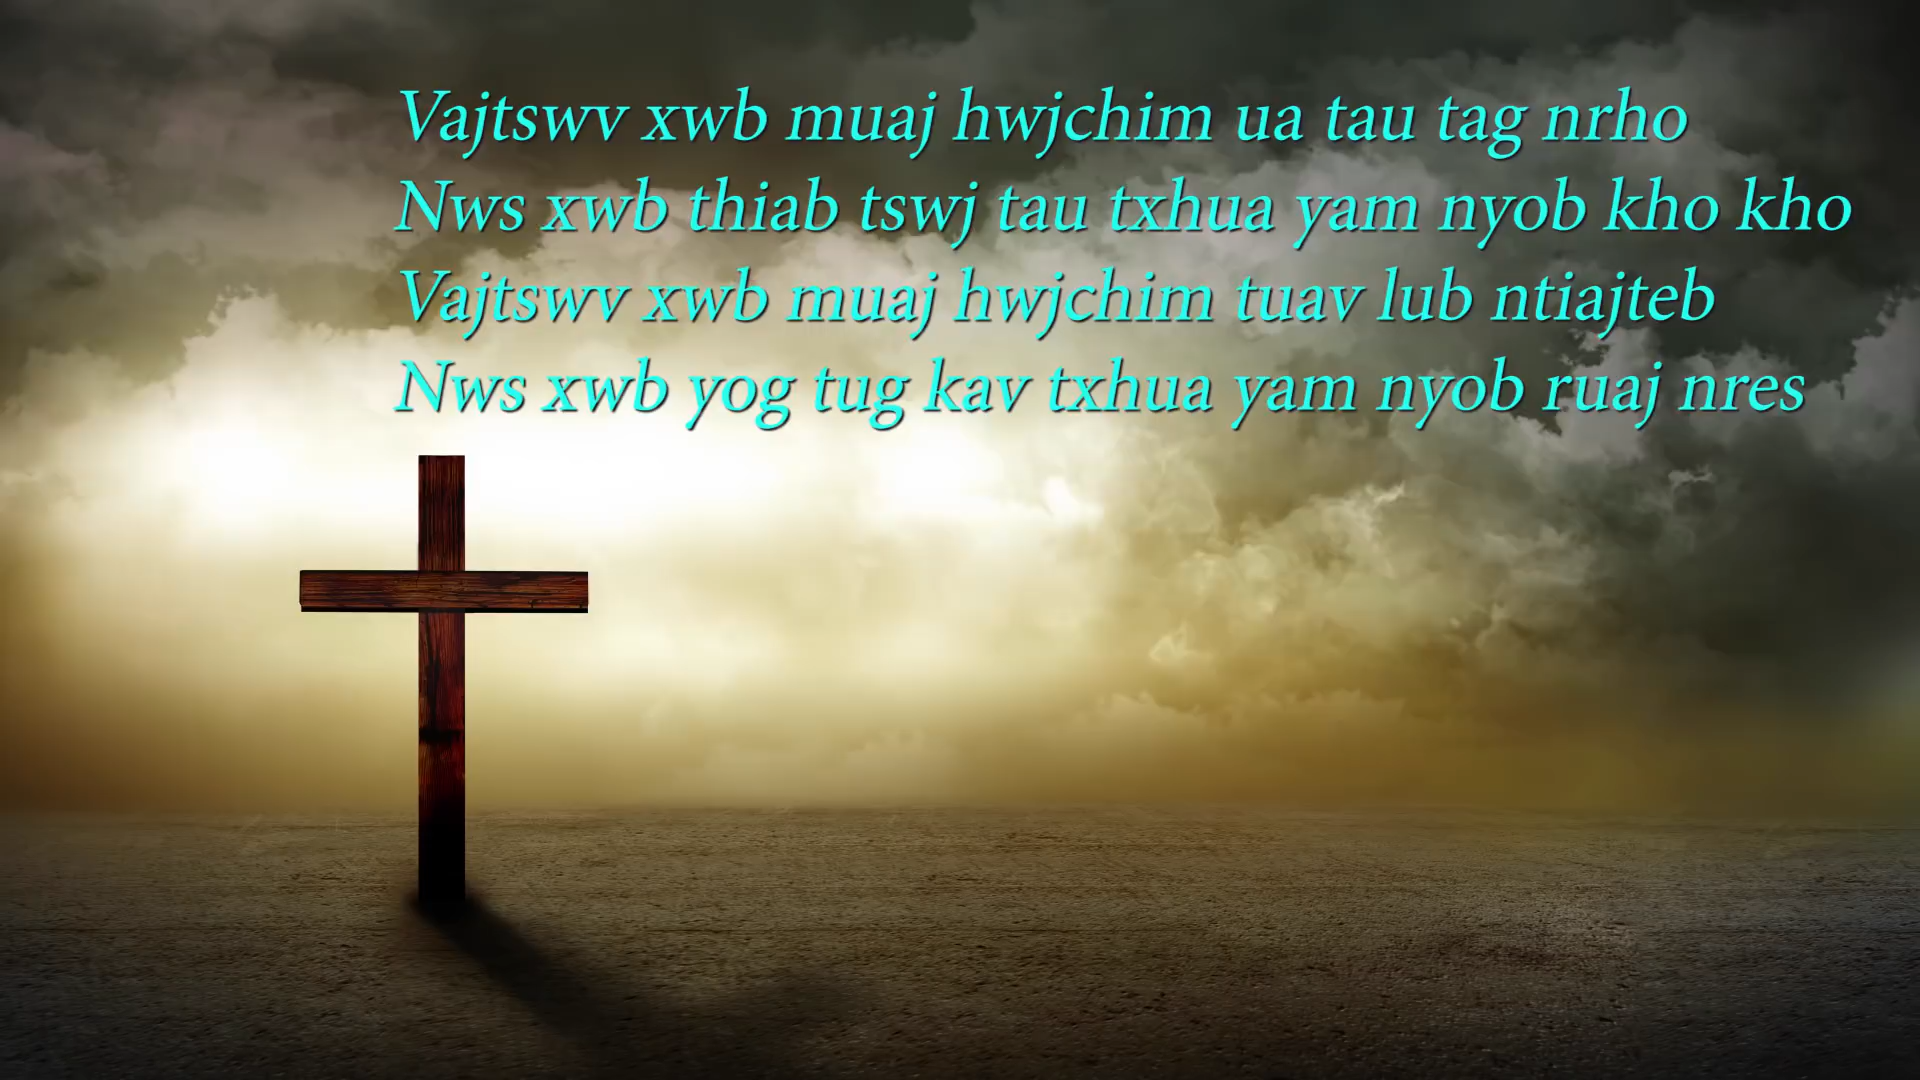 Vajtswv xwb muaj hwjchim ua tau tag nrho
Nws xwb thiab tswj tau txhua yam nyob kho kho
Vajtswv xwb muaj hwjchim tuav lub ntiajteb
Nws xwb yog tug kav txhua yam nyob ruaj nres